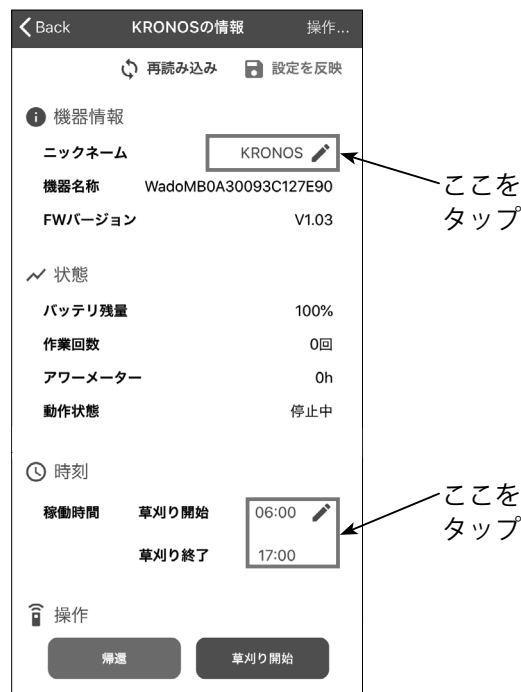 Back KRONOSの情報 操作...
再読み込み 設定を反映
機器情報
ニックネーム KRONOS
ここを
タップ
機器名称 WadoMB0A30093C127E90
FWバージョン V1.03
状態
バッテリ残量 100%
作業回数 0回
アワーメーター 0h
動作状態 停止中
時刻
稼働時間 草刈り開始 06:00
草刈り終了 17:00
ここを
タップ
操作
帰還 草刈り開始